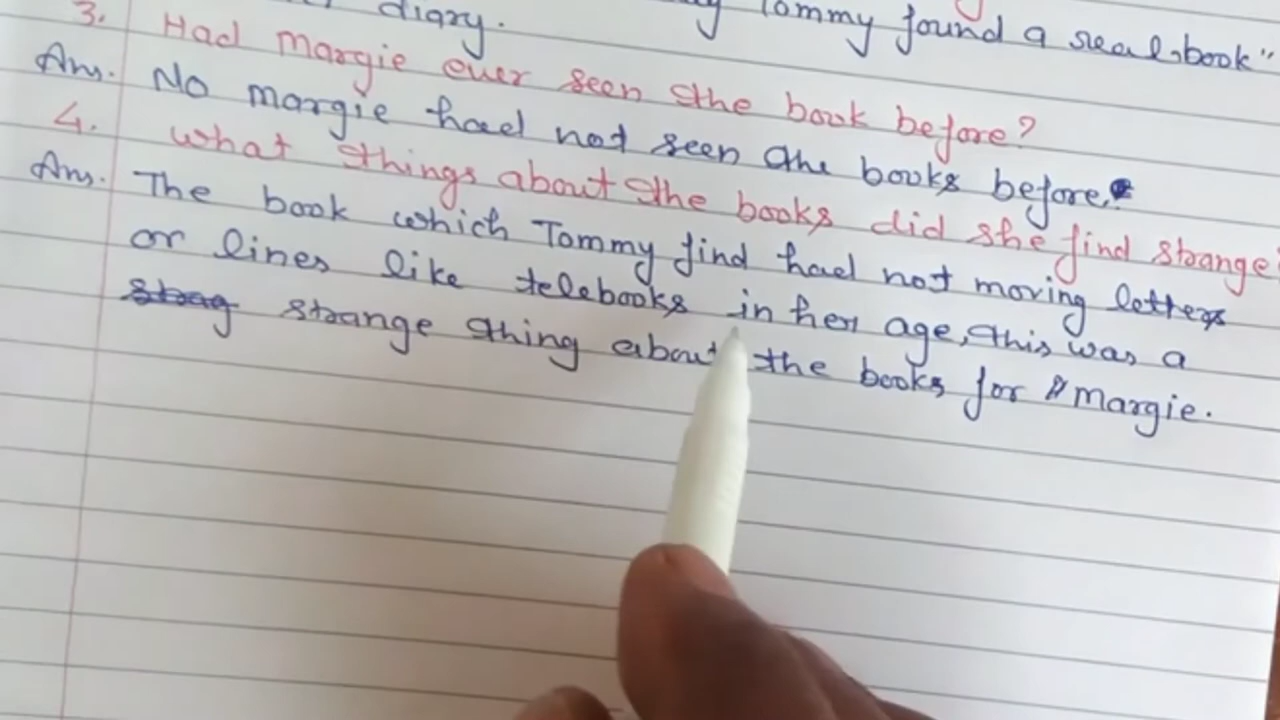 diary. Tommy found a real book"
3. Had Margie ever seen the book before?
Ans. No margie had not seen the books before.
4. what things about the books did she find strange?
Ans. The book which Tommy find had not moving letters
or lines like telebooks in her age, this was a
strange thing about the books for margie.